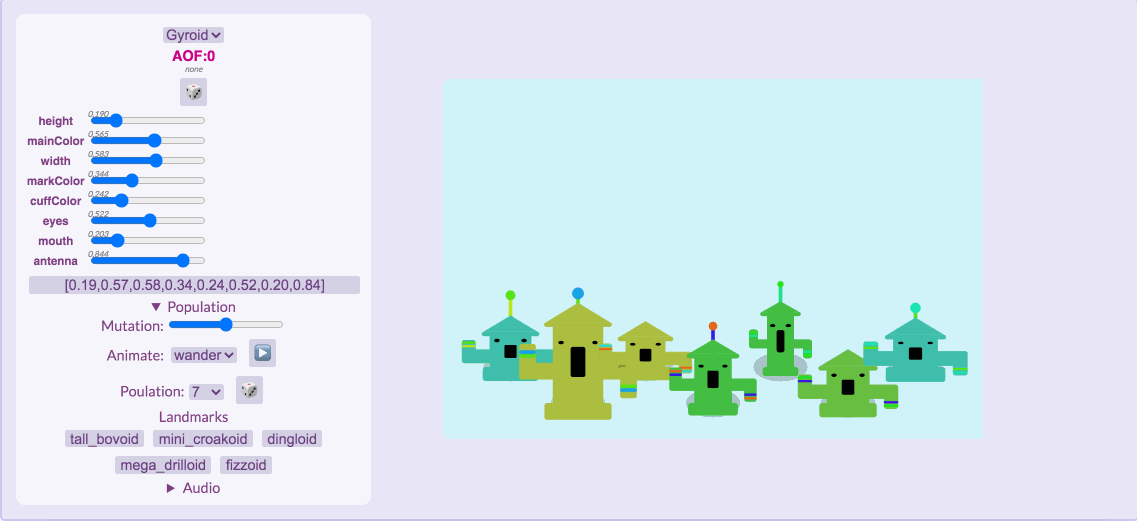 Gyroid
AOF:0
none
height 0.190
mainColor 0.565
width 0.583
markColor 0.344
cuffColor 0.242
eyes 0.522
mouth 0.203
antenna 0.844
[0.19,0.57,0.58,0.34,0.24,0.52,0.20,0.84]
▼ Population
Mutation:
Animate: wander
Poulation: 7
Landmarks
tall_bovoid mini_croakoid dingloid
mega_drilloid fizzoid
▶ Audio